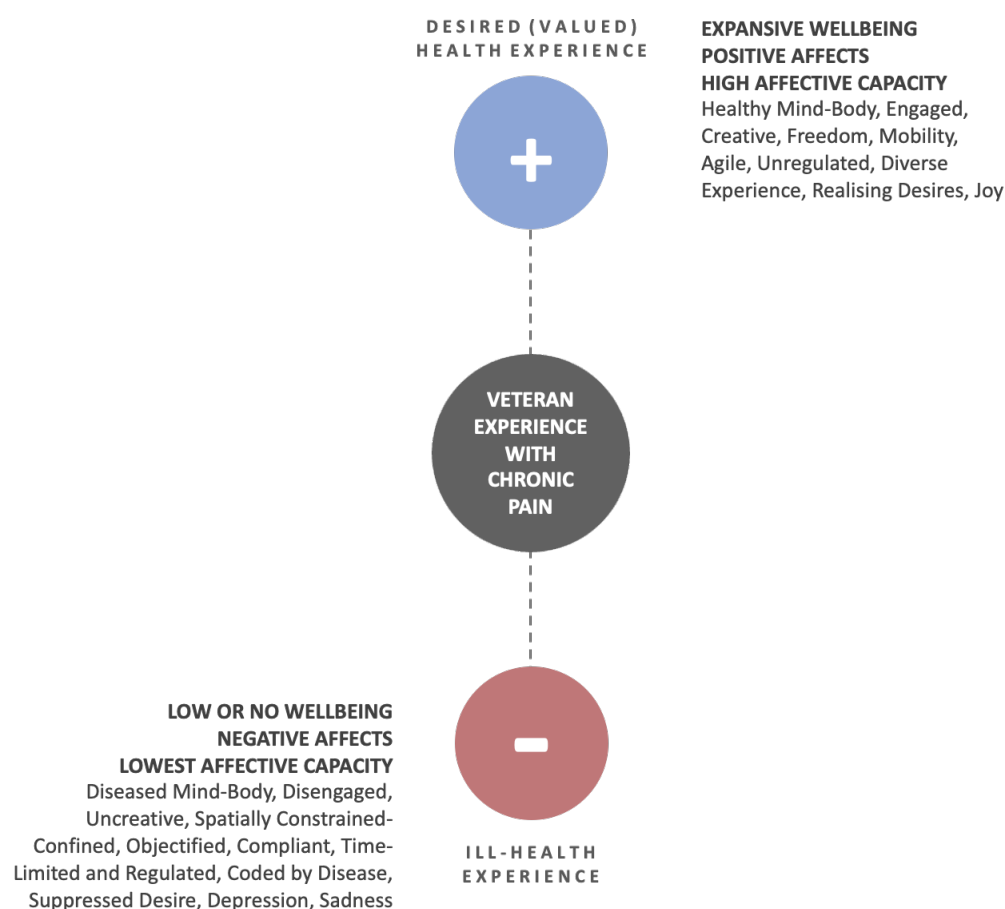 DESIRED (VALUED)
HEALTH EXPERIENCE
EXPANSIVE WELLBEING
POSITIVE AFFECTS
HIGH AFFECTIVE CAPACITY
Healthy Mind-Body, Engaged,
Creative, Freedom, Mobility,
Agile, Unregulated, Diverse
Experience, Realising Desires, Joy
+
VETERAN
EXPERIENCE
WITH
CHRONIC
PAIN
-
LOW OR NO WELLBEING
NEGATIVE AFFECTS
LOWEST AFFECTIVE CAPACITY
Diseased Mind-Body, Disengaged,
Uncreative, Spatially Constrained-
Confined, Objectified, Compliant, Time-
Limited and Regulated, Coded by Disease,
Suppressed Desire, Depression, Sadness
ILL-HEALTH
EXPERIENCE